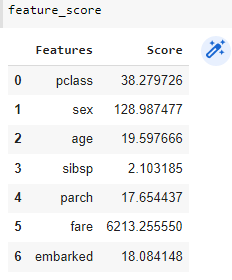 feature_score
Features Score
0 pclass 38.279726
1 sex 128.987477
2 age 19.597666
3 sibsp 2.103185
4 parch 17.654437
5 fare 6213.255550
6 embarked 18.084148